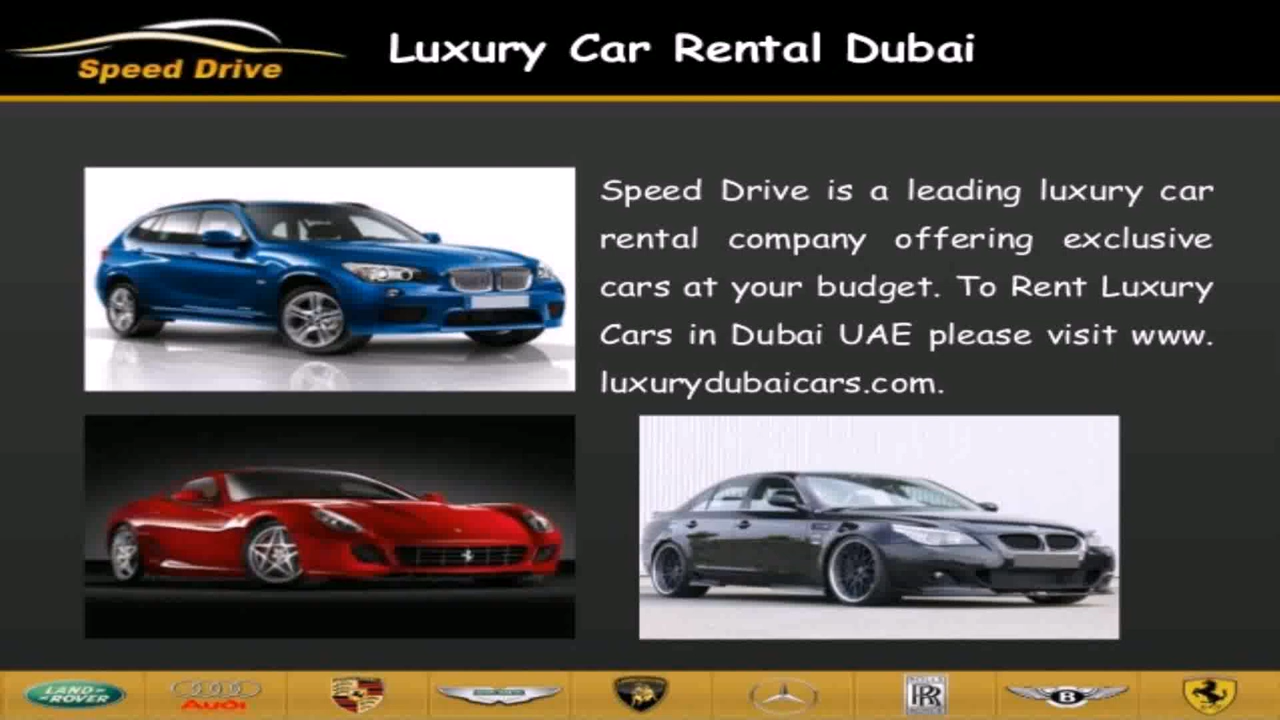 Speed Drive
Luxury Car Rental Dubai
Speed Drive is a leading luxury car
rental company offering exclusive
cars at your budget. To Rent Luxury
Cars in Dubai UAE please visit www.
luxurydubaicars.com.
LAND-
ROVER
Audi
RR
B